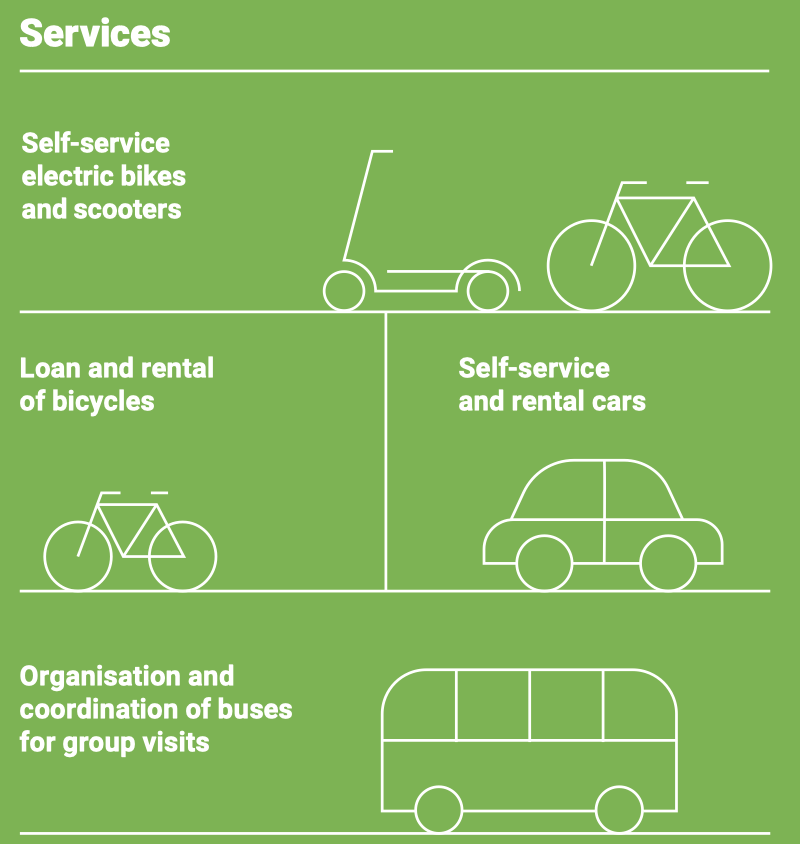 Services
Self-service
electric bikes
and scooters
Loan and rental
of bicycles
Self-service
and rental cars
Organisation and
coordination of buses
for group visits